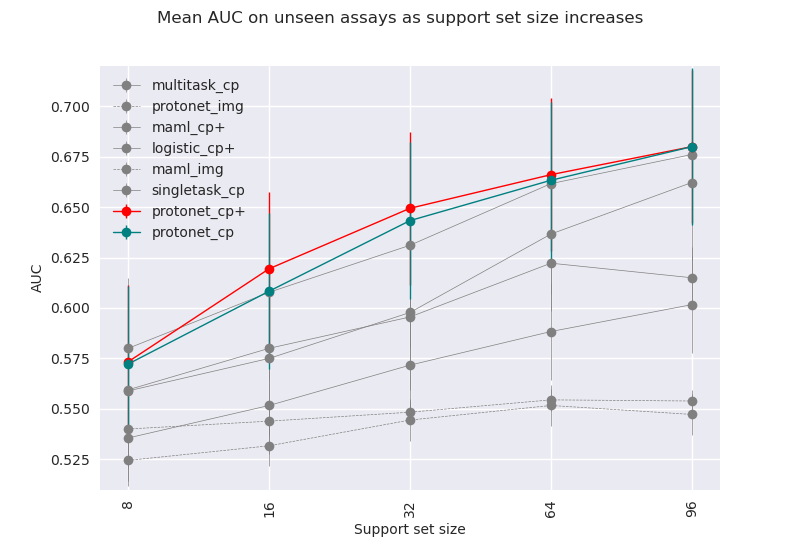 Mean AUC on unseen assays as support set size increases
multitask_cp
protonet_img
maml_cp+
logistic_cp+
maml_img
singletask_cp
protonet_cp+
protonet_cp
0.700
0.675
0.650
0.625
0.600
0.575
0.550
0.525
AUC
8
16
32
64
96
Support set size